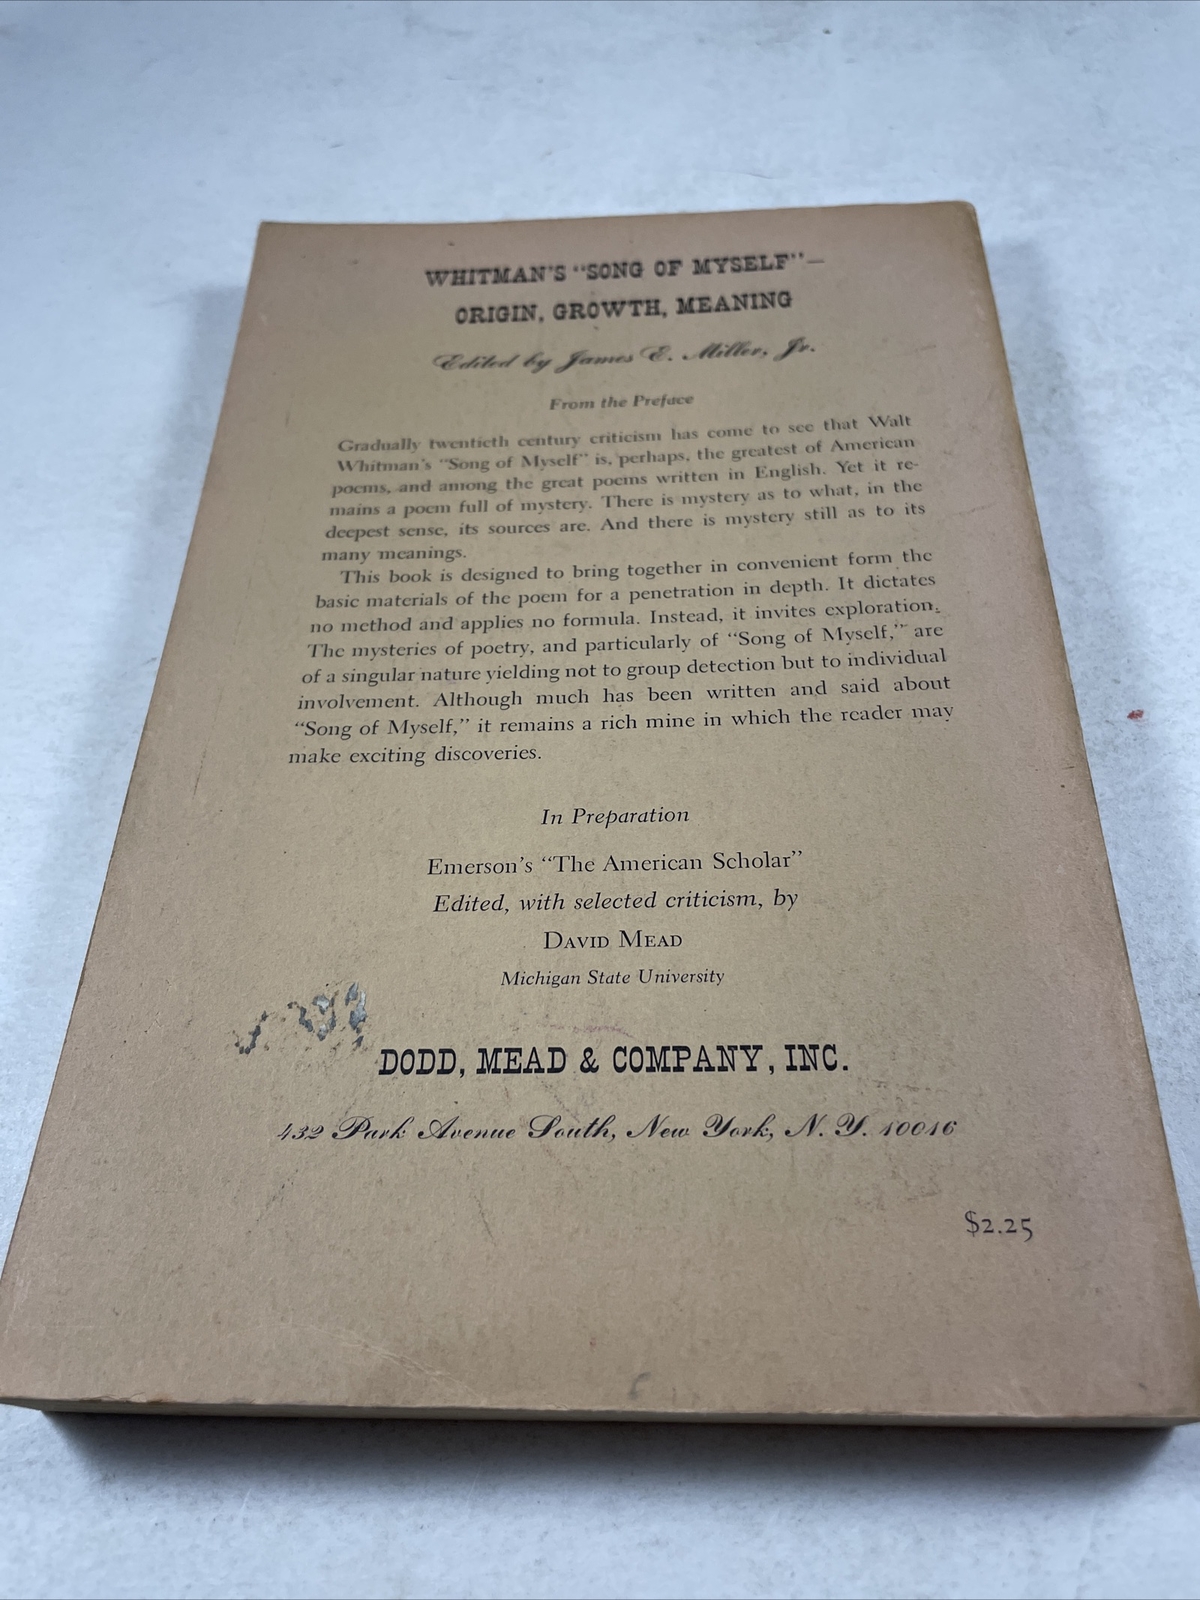 WHITMAN'S "SONG OF MYSELF"—
ORIGIN, GROWTH, MEANING
Edited by James E. Miller, Jr.
From the Preface
Gradually twentieth century criticism has come to see that Walt
Whitman's "Song of Myself" is, perhaps, the greatest of American
poems, and among the great poems written in English. Yet it re-
mains a poem full of mystery. There is mystery as to what, in the
deepest sense, its sources are. And there is mystery still as to its
many meanings.
This book is designed to bring together in convenient form the
basic materials of the poem for a penetration in depth. It dictates
no method and applies no formula. Instead, it invites exploration.
The mysteries of poetry, and particularly of "Song of Myself," are
of a singular nature yielding not to group detection but to individual
involvement. Although much has been written and said about
"Song of Myself," it remains a rich mine in which the reader may
make exciting discoveries.
In Preparation
Emerson's "The American Scholar"
Edited, with selected criticism, by
DAVID MEAD
Michigan State University
DODD, MEAD & COMPANY, INC.
432 Park Avenue South, New York, N. Y. 10016
$2.25